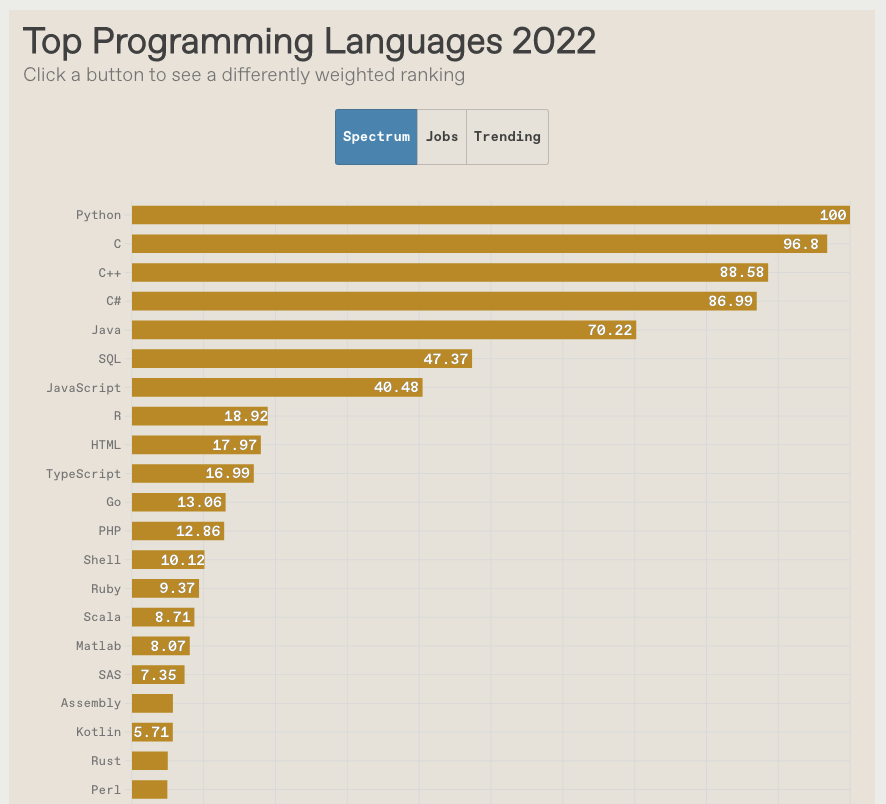 Top Programming Languages 2022
Click a button to see a differently weighted ranking
Spectrum Jobs Trending
Python 100
C 96.8
C++ 88.58
C# 86.99
Java 70.22
SQL 47.37
JavaScript 40.48
R 18.92
HTML 17.97
TypeScript 16.99
Go 13.06
PHP 12.86
Shell 10.12
Ruby 9.37
Scala 8.71
Matlab 8.07
SAS 7.35
Assembly
Kotlin 5.71
Rust
Perl